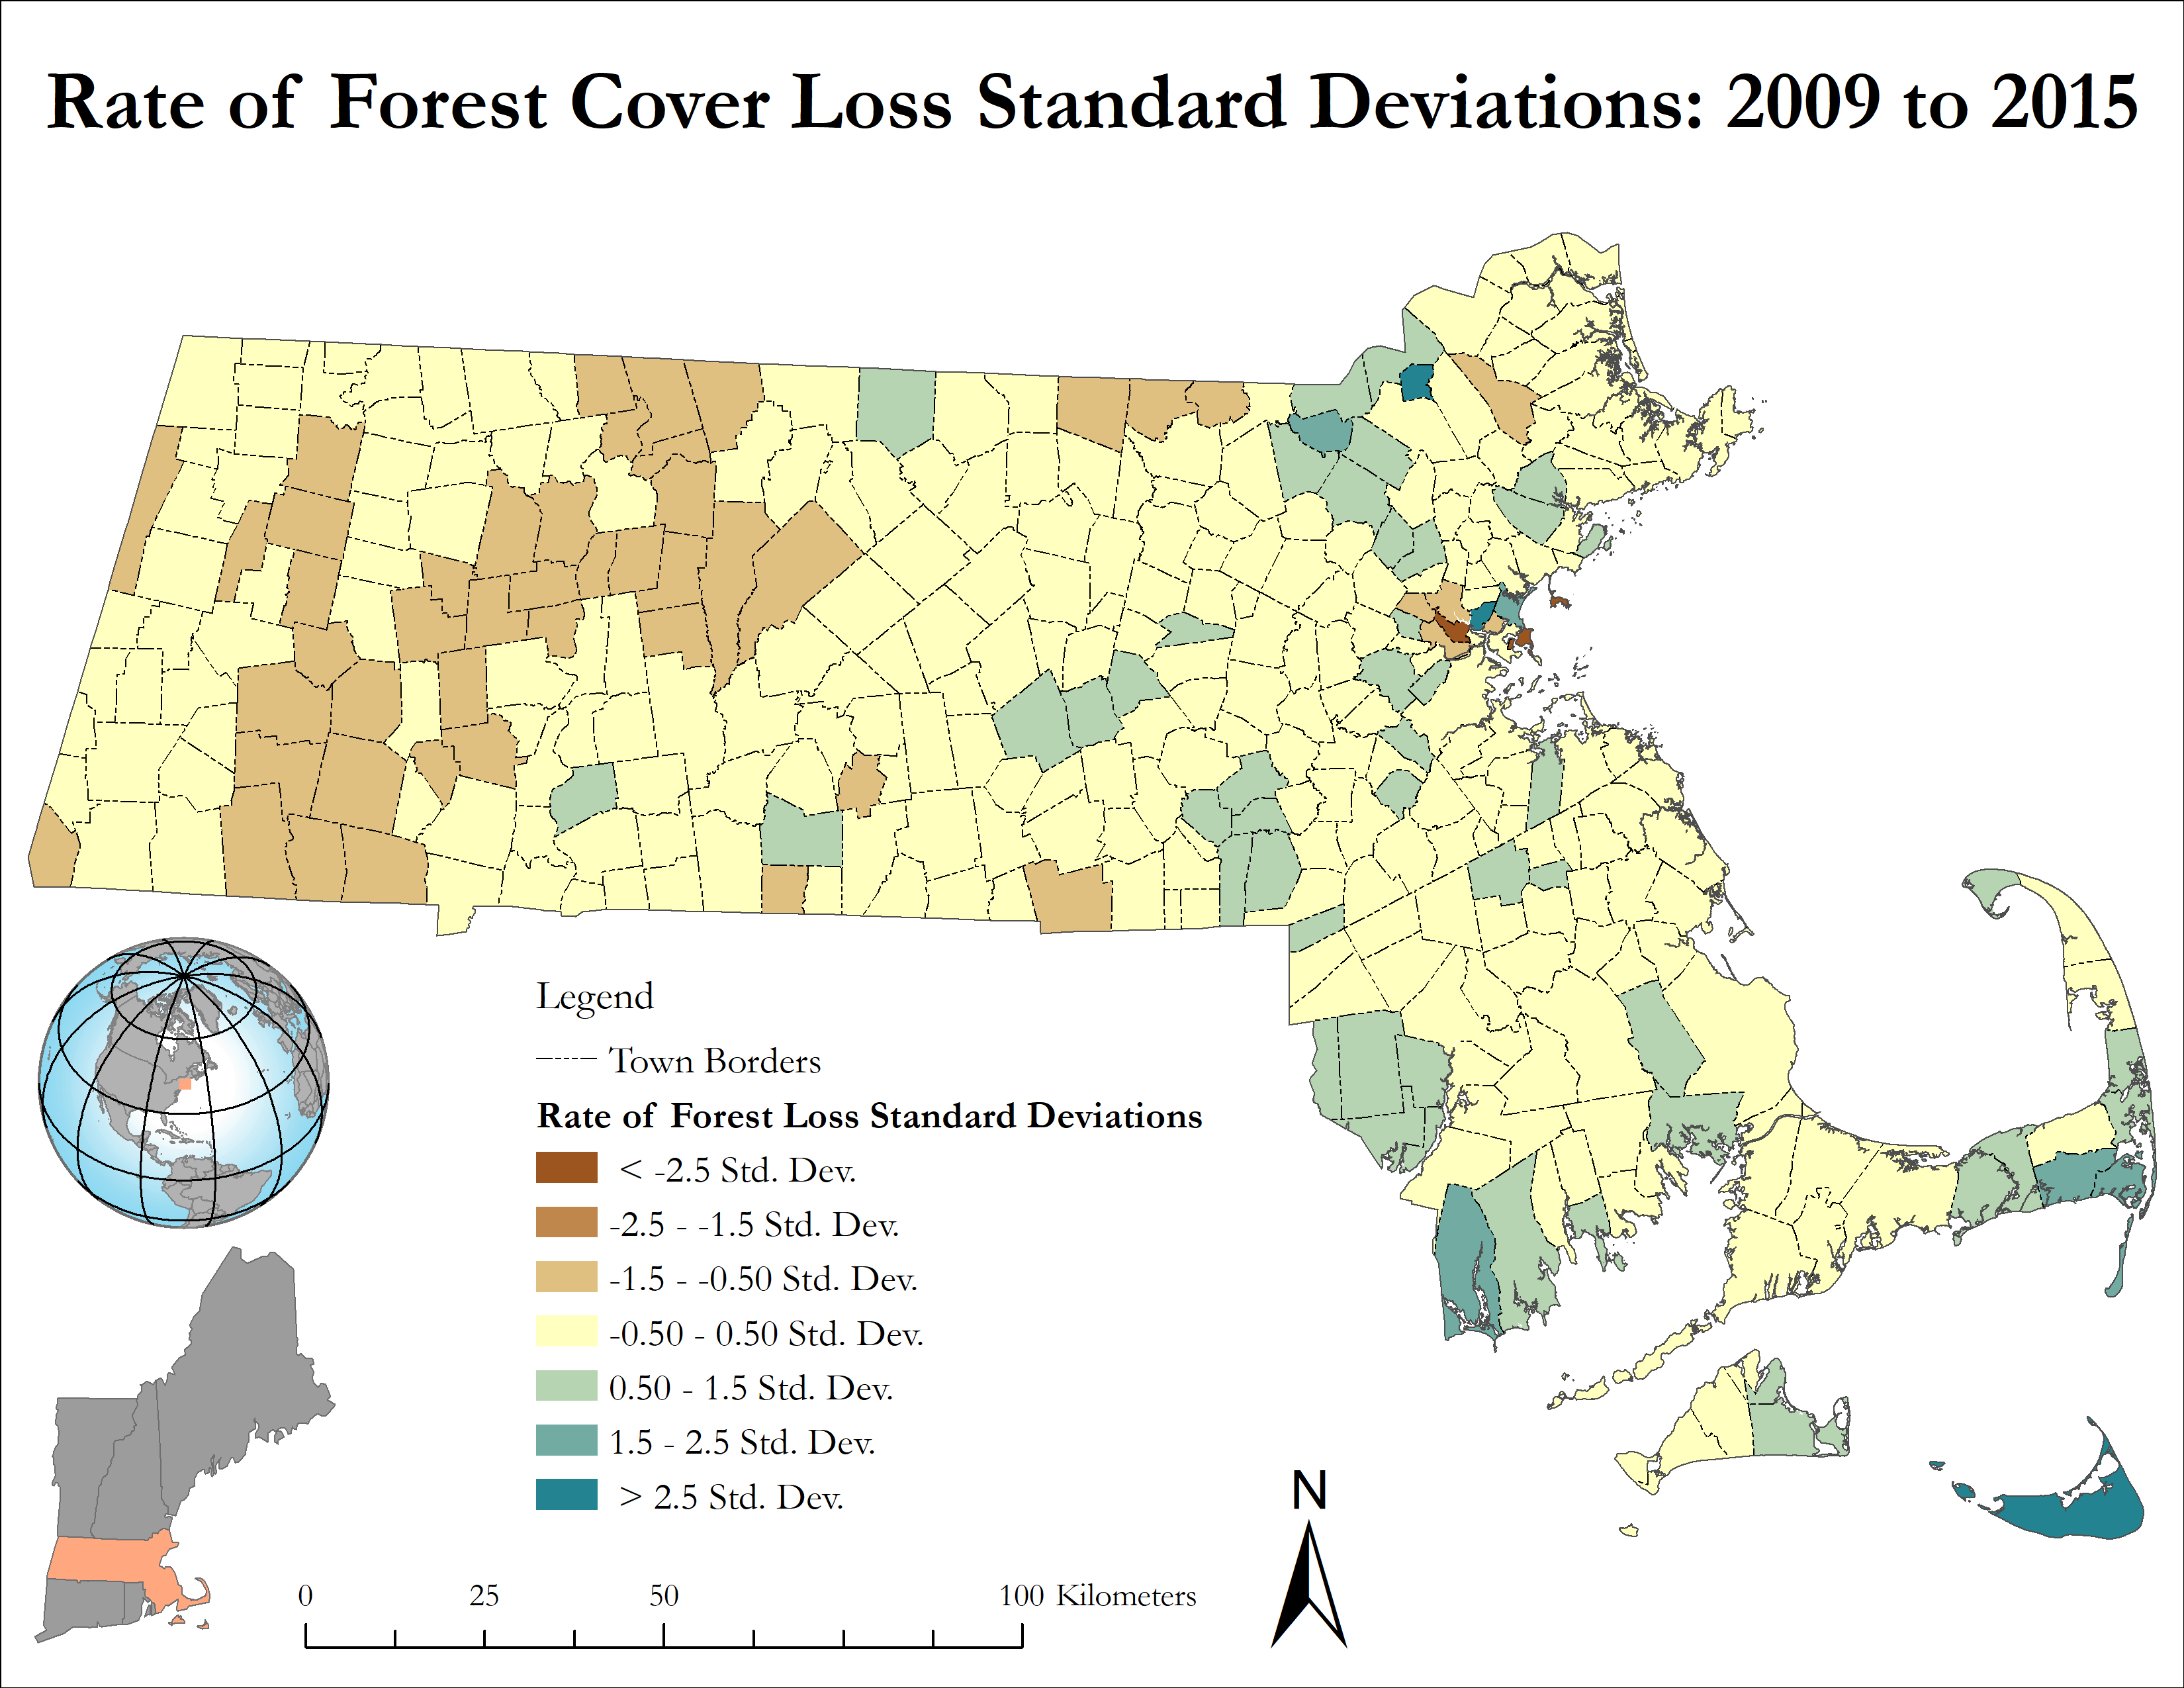 Rate of Forest Cover Loss Standard Deviations: 2009 to 2015
Legend
Town Borders
Rate of Forest Loss Standard Deviations
< -2.5 Std. Dev.
-2.5 - -1.5 Std. Dev.
-1.5 - -0.50 Std. Dev.
-0.50 - 0.50 Std. Dev.
0.50 - 1.5 Std. Dev.
1.5 - 2.5 Std. Dev.
> 2.5 Std. Dev.
N
0 25 50 100 Kilometers